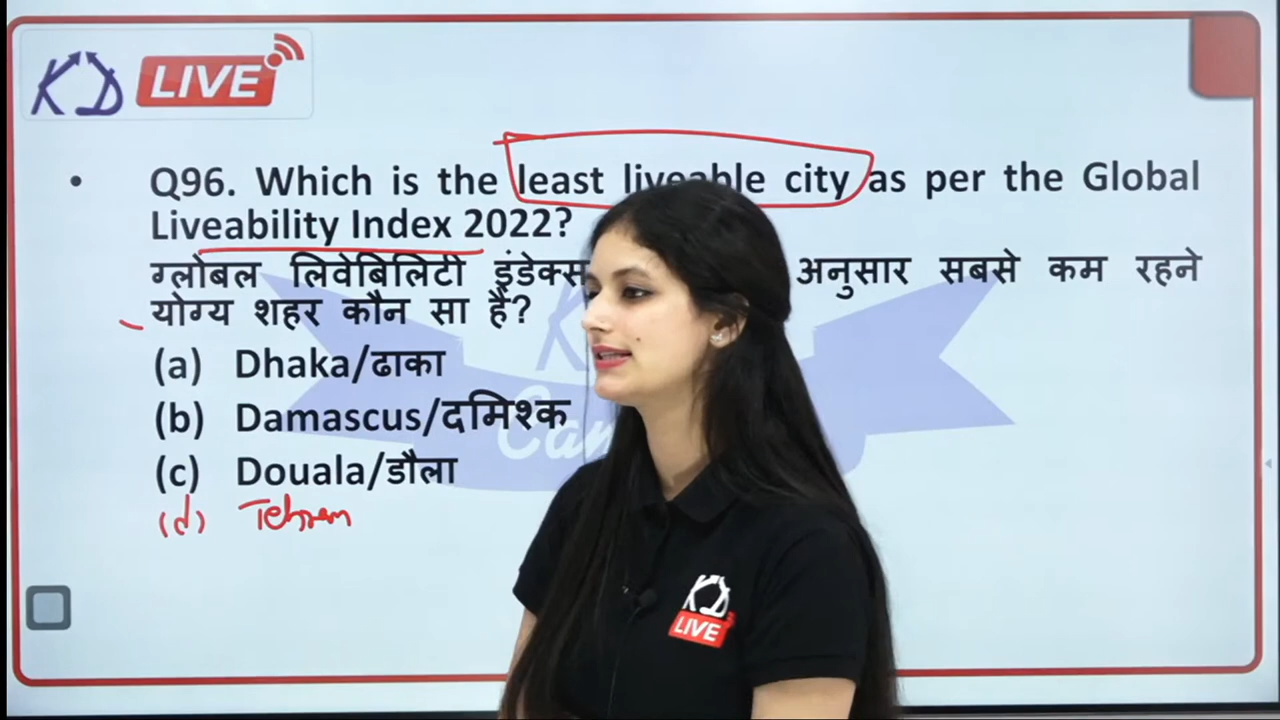 KD LIVE
• Q96. Which is the least liveable city as per the Global
Liveability Index 2022?
ग्लोबल लिवेबिलिटी इंडेक्स अनुसार सबसे कम रहने
योग्य शहर कौन सा है?
(a) Dhaka/ढाका
(b) Damascus/दमिश्क
(c) Douala/डौला
(d) Tehran
KD
LIVE